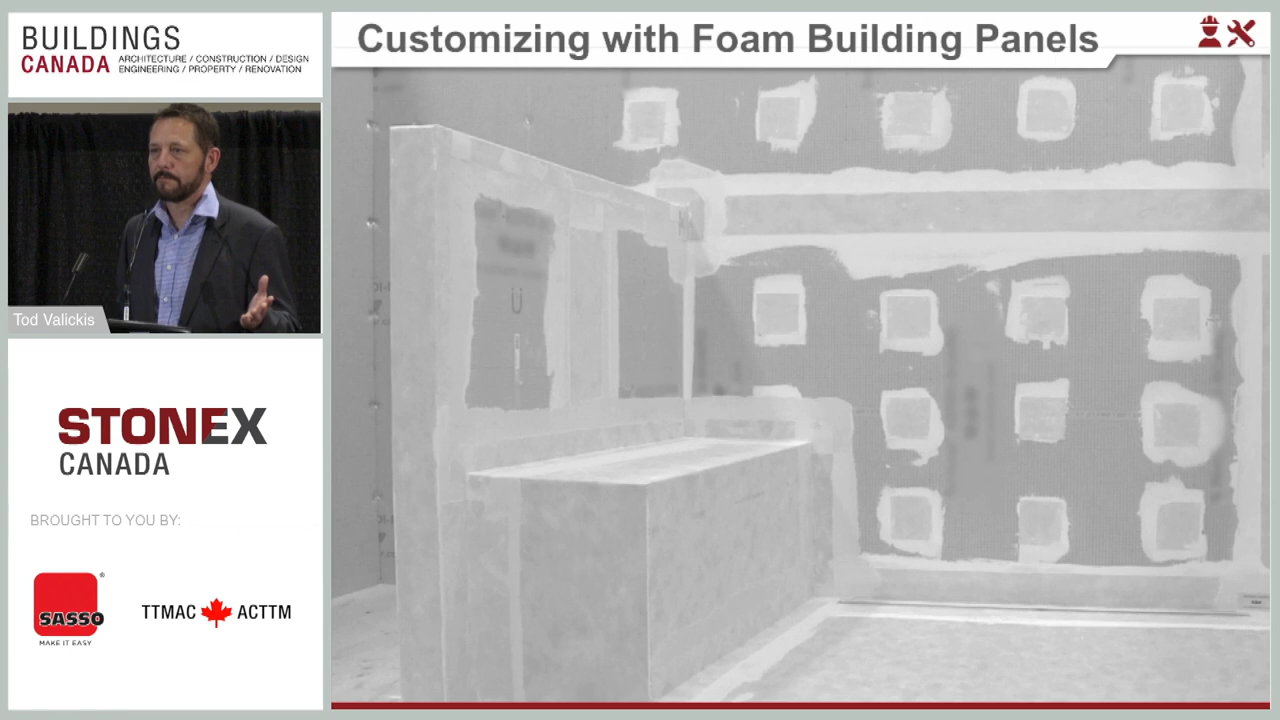 BUILDINGS
CANADA
ARCHITECTURE / CONSTRUCTION / DESIGN
ENGINEERING / PROPERTY / RENOVATION
Customizing with Foam Building Panels
Tod Valickis
STONEX
CANADA
BROUGHT TO YOU BY:
SASSO
®
MAKE IT EASY
TTMAC ACTTM